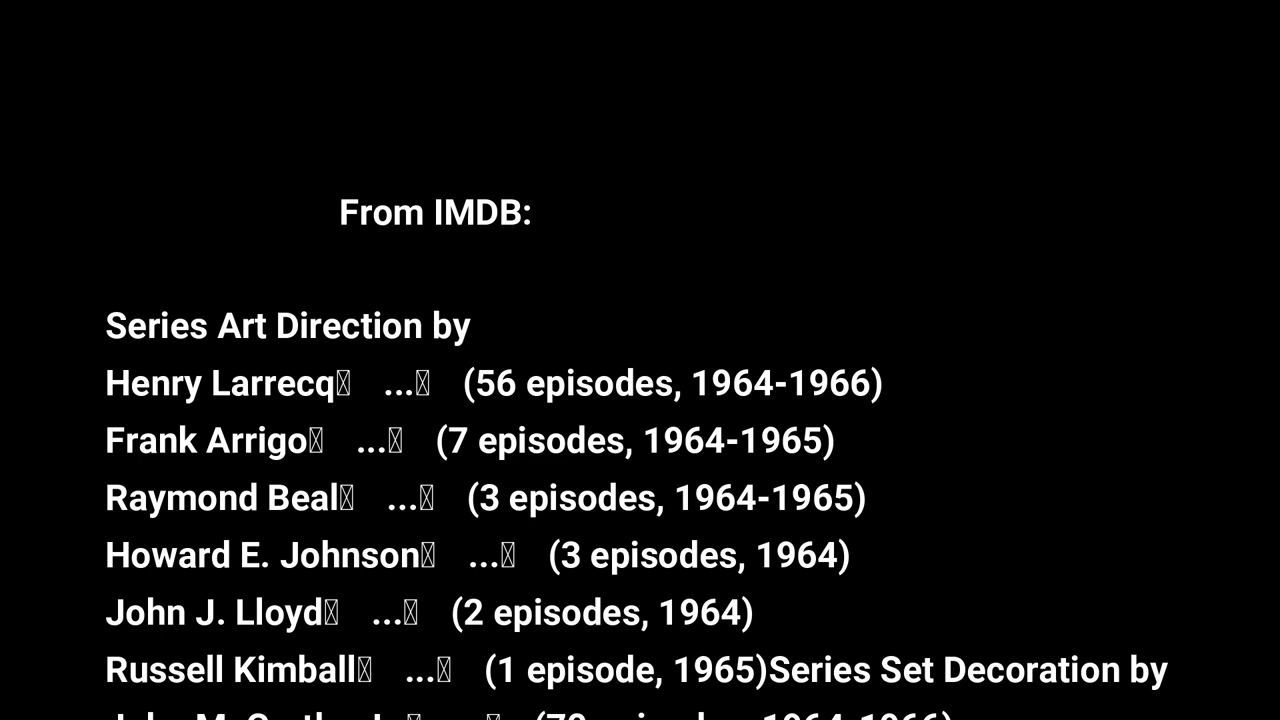 From IMDB:
Series Art Direction by
Henry Larrecq ... (56 episodes, 1964-1966)
Frank Arrigo ... (7 episodes, 1964-1965)
Raymond Beal ... (3 episodes, 1964-1965)
Howard E. Johnson ... (3 episodes, 1964)
John J. Lloyd ... (2 episodes, 1964)
Russell Kimball ... (1 episode, 1965)Series Set Decoration by